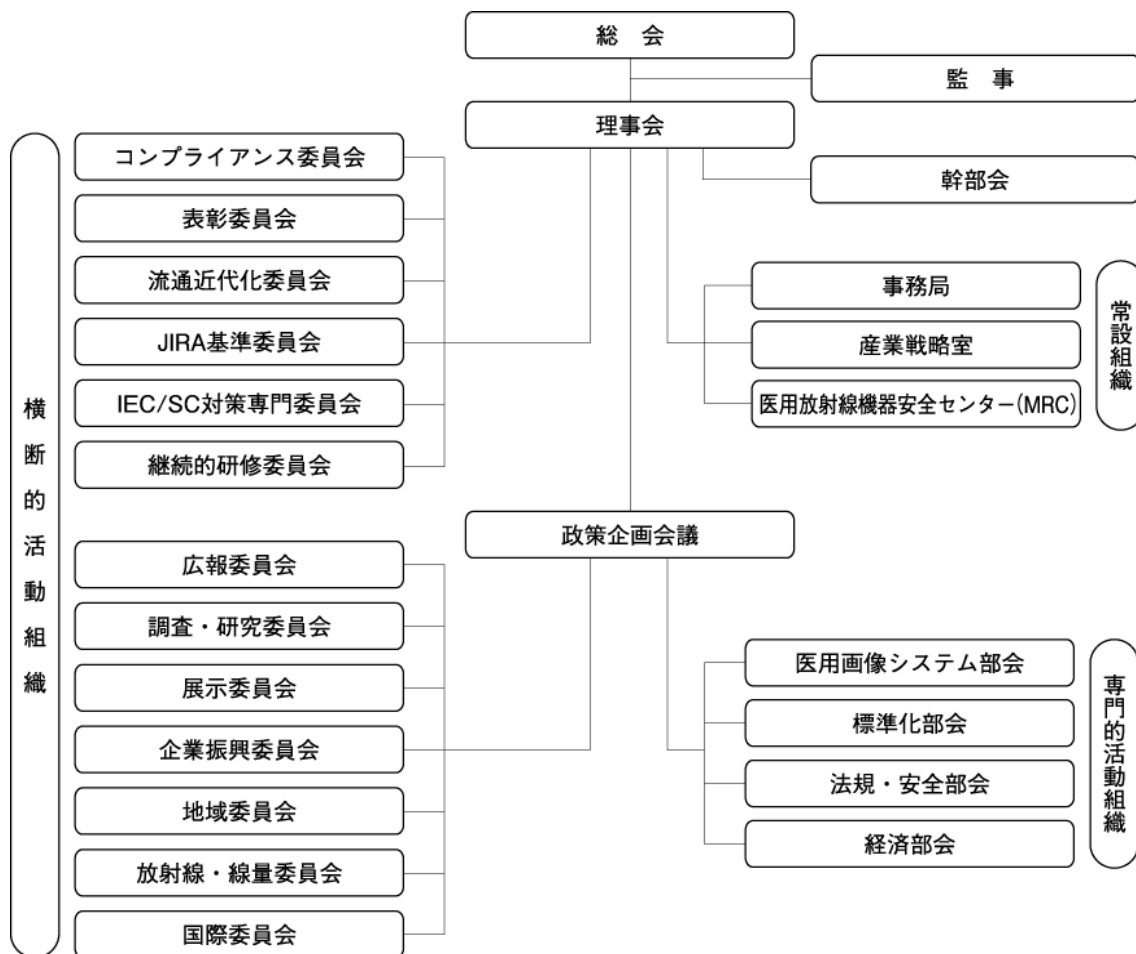 総 会
監 事
理事会
幹部会
横断的活動組織
コンプライアンス委員会
表彰委員会
流通近代化委員会
JIRA基準委員会
IEC/SC対策専門委員会
継続的研修委員会
事務局
産業戦略室
医用放射線機器安全センター(MRC)
常設組織
政策企画会議
広報委員会
調査・研究委員会
展示委員会
企業振興委員会
地域委員会
放射線・線量委員会
国際委員会
医用画像システム部会
標準化部会
法規・安全部会
経済部会
専門的活動組織